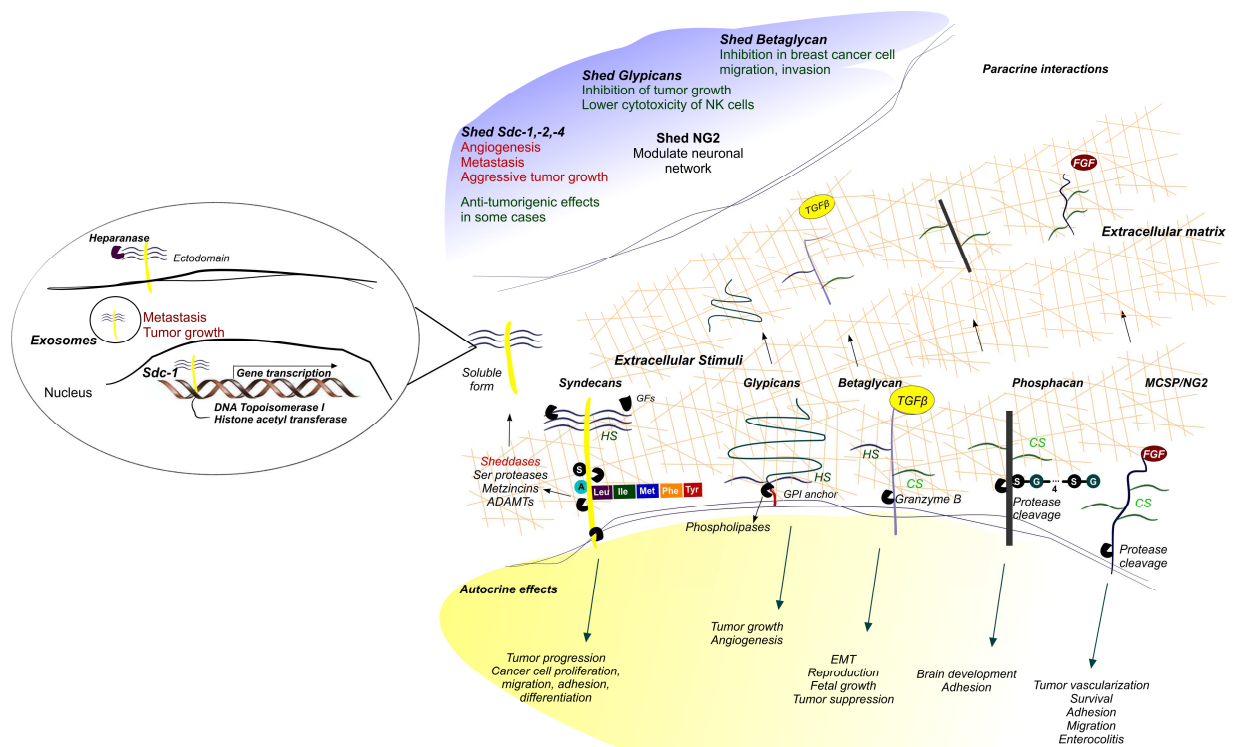 Shed Betaglycan
Inhibition in breast cancer cell
migration, invasion
Paracrine interactions
Shed Glypicans
Inhibition of tumor growth
Lower cytotoxicity of NK cells
Shed Sdc-1,-2,-4
Angiogenesis
Metastasis
Aggressive tumor growth
Anti-tumorigenic effects
in some cases
Shed NG2
Modulate neuronal
network
FGF
TGFβ
Extracellular matrix
Heparanase
Ectodomain
Metastasis
Tumor growth
Exosomes
Sdc-1
Gene transcription
Nucleus
DNA Topoisomerase I
Histone acetyl transferase
Soluble
form
Extracellular Stimuli
Syndecans
Glypicans
Betaglycan
Phosphacan
MCSP/NG2
GFs
HS
TGFβ
HS
CS
HS
CS
FGF
CS
Sheddases
Ser proteases
Metzincins
ADAMTs
S
A
Leu Ile Met Phe Tyr
GPI anchor
Phospholipases
Granzyme B
S G ... S G
4
Protease
cleavage
Protease
cleavage
Autocrine effects
Tumor progression
Cancer cell proliferation,
migration, adhesion,
differentiation
Tumor growth
Angiogenesis
EMT
Reproduction
Fetal growth
Tumor suppression
Brain development
Adhesion
Tumor vascularization
Survival
Adhesion
Migration
Enterocolitis